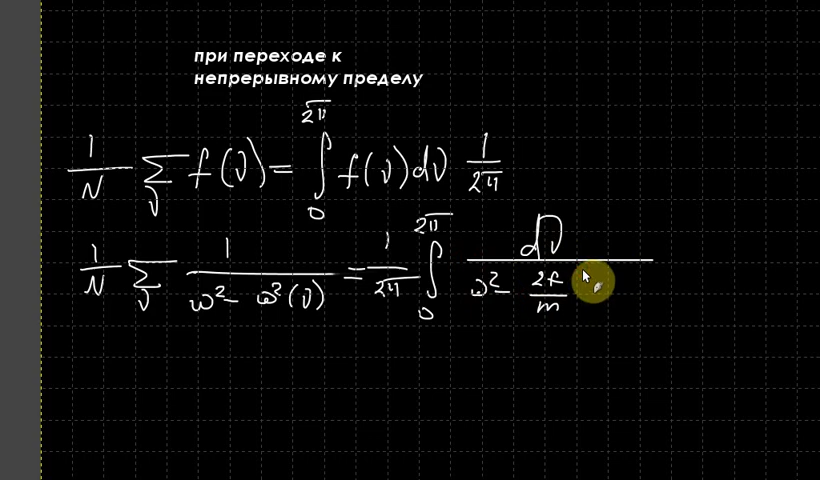 при переходе к
непрерывному пределу
1/N ∑_ν f(ν) = ∫_0^{2π} f(ν)dν 1/2π
1/N ∑_ν 1/(ω² - ω²(ν)) = 1/2π ∫_0^{2π} dν/(ω² - 2f/m